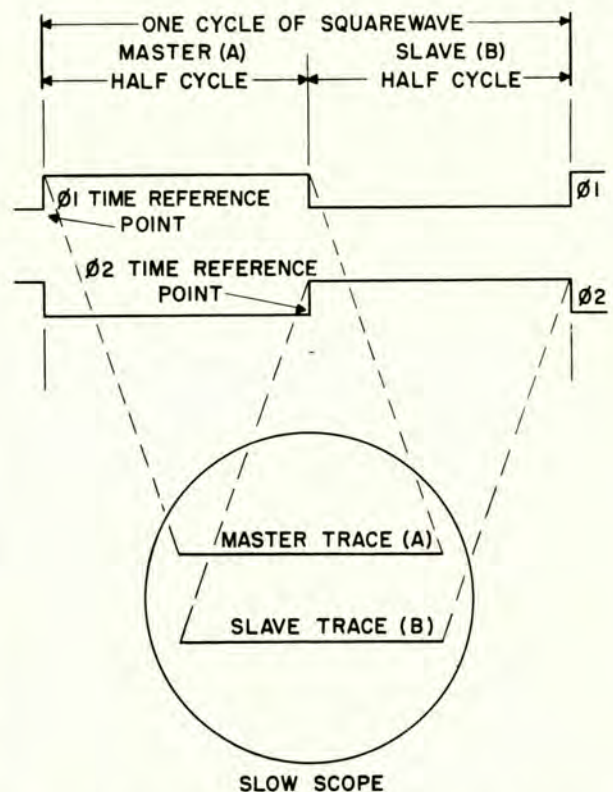 ONE CYCLE OF SQUAREWAVE
MASTER (A)
HALF CYCLE
SLAVE (B)
HALF CYCLE
Ø1
Ø1 TIME REFERENCE
POINT
Ø2 TIME REFERENCE
POINT
Ø2
MASTER TRACE (A)
SLAVE TRACE (B)
SLOW SCOPE